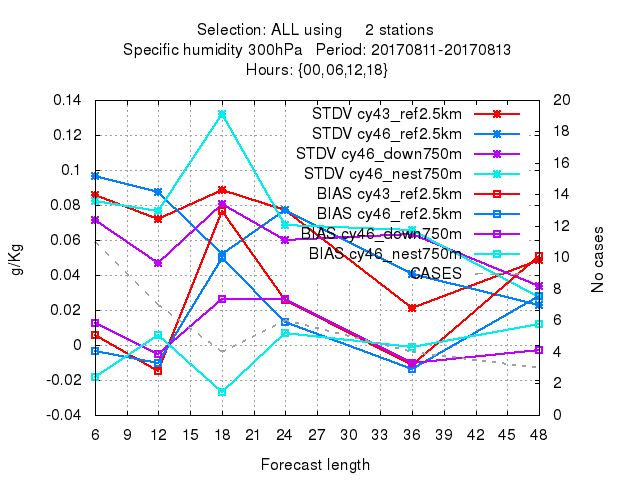 Selection: ALL using 2 stations
Specific humidity 300hPa Period: 20170811-20170813
Hours: {00,06,12,18}
0.14
0.12
0.1
0.08
0.06
0.04
0.02
0
-0.02
-0.04
g/Kg
STDV cy43_ref2.5km
STDV cy46_ref2.5km
STDV cy46_down750m
STDV cy46_nest750m
BIAS cy43_ref2.5km
BIAS cy46_ref2.5km
BIAS cy46_down750m
BIAS cy46_nest750m
CASES
20
18
16
14
12
10
8
6
4
2
0
No cases
6 9 12 15 18 21 24 27 30 33 36 39 42 45 48
Forecast length